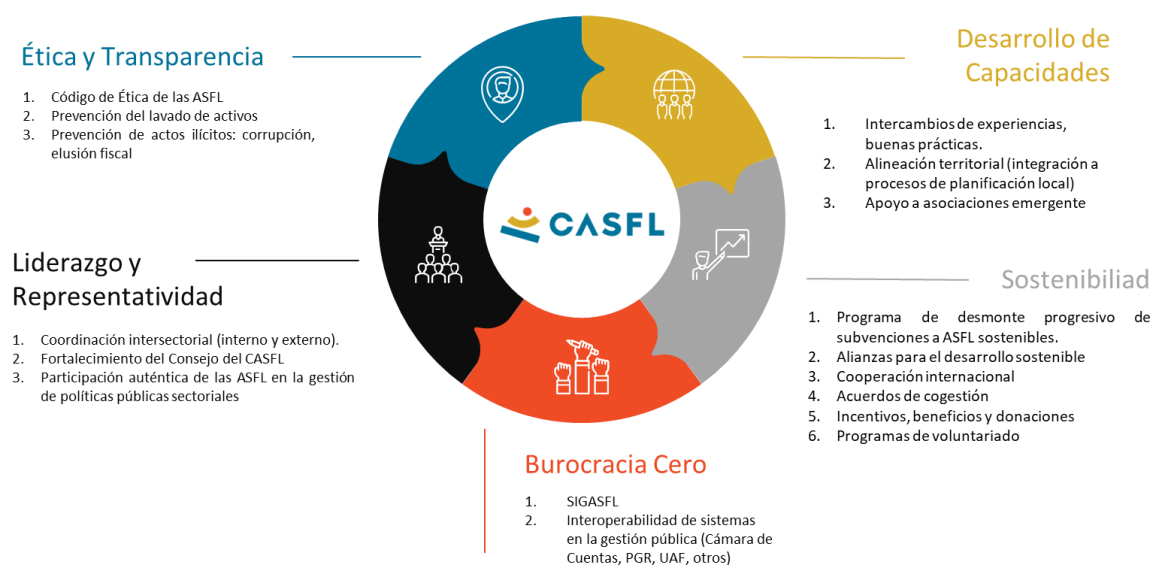 Ética y Transparencia
1. Código de Ética de las ASFL
2. Prevención del lavado de activos
3. Prevención de actos ilícitos: corrupción,
elusión fiscal
Desarrollo de
Capacidades
1. Intercambios de experiencias,
buenas prácticas.
2. Alineación territorial (integración a
procesos de planificación local)
3. Apoyo a asociaciones emergente
CASFL
Liderazgo y
Representatividad
1. Coordinación intersectorial (interno y externo).
2. Fortalecimiento del Consejo del CASFL
3. Participación auténtica de las ASFL en la gestión
de políticas públicas sectoriales
Sostenibiliad
1. Programa de desmonte progresivo de
subvenciones a ASFL sostenibles.
2. Alianzas para el desarrollo sostenible
3. Cooperación internacional
4. Acuerdos de cogestión
5. Incentivos, beneficios y donaciones
6. Programas de voluntariado
Burocracia Cero
1. SIGASFL
2. Interoperabilidad de sistemas
en la gestión pública (Cámara de
Cuentas, PGR, UAF, otros)